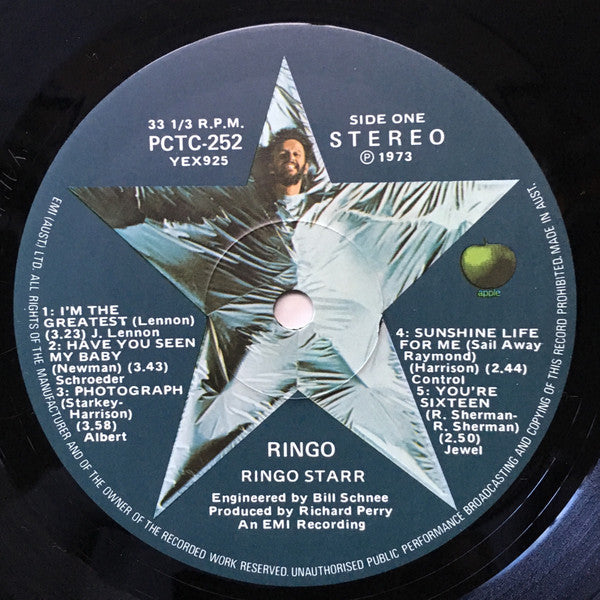 33 1/3 R.P.M.
PCTC-252
YEX925
SIDE ONE
STEREO
Ⓟ 1973
apple
1: I'M THE
GREATEST (Lennon)
(3.23) J. Lennon
2: HAVE YOU SEEN
MY BABY
(Newman) (3.43)
Schroeder
3: PHOTOGRAPH
(Starkey-
Harrison)
(3.58)
Albert
4: SUNSHINE LIFE
FOR ME (Sail Away
Raymond)
(Harrison) (2.44)
Control
5: YOU'RE
SIXTEEN
(R. Sherman-
R. Sherman)
(2.50)
Jewel
RINGO
RINGO STARR
Engineered by Bill Schnee
Produced by Richard Perry
An EMI Recording
EMI (AUST.) LTD. ALL RIGHTS OF THE MANUFACTURER AND OF THE OWNER OF THE RECORDED WORK RESERVED. UNAUTHORISED PUBLIC PERFORMANCE BROADCASTING AND COPYING OF THIS RECORD PROHIBITED. MADE IN AUST.